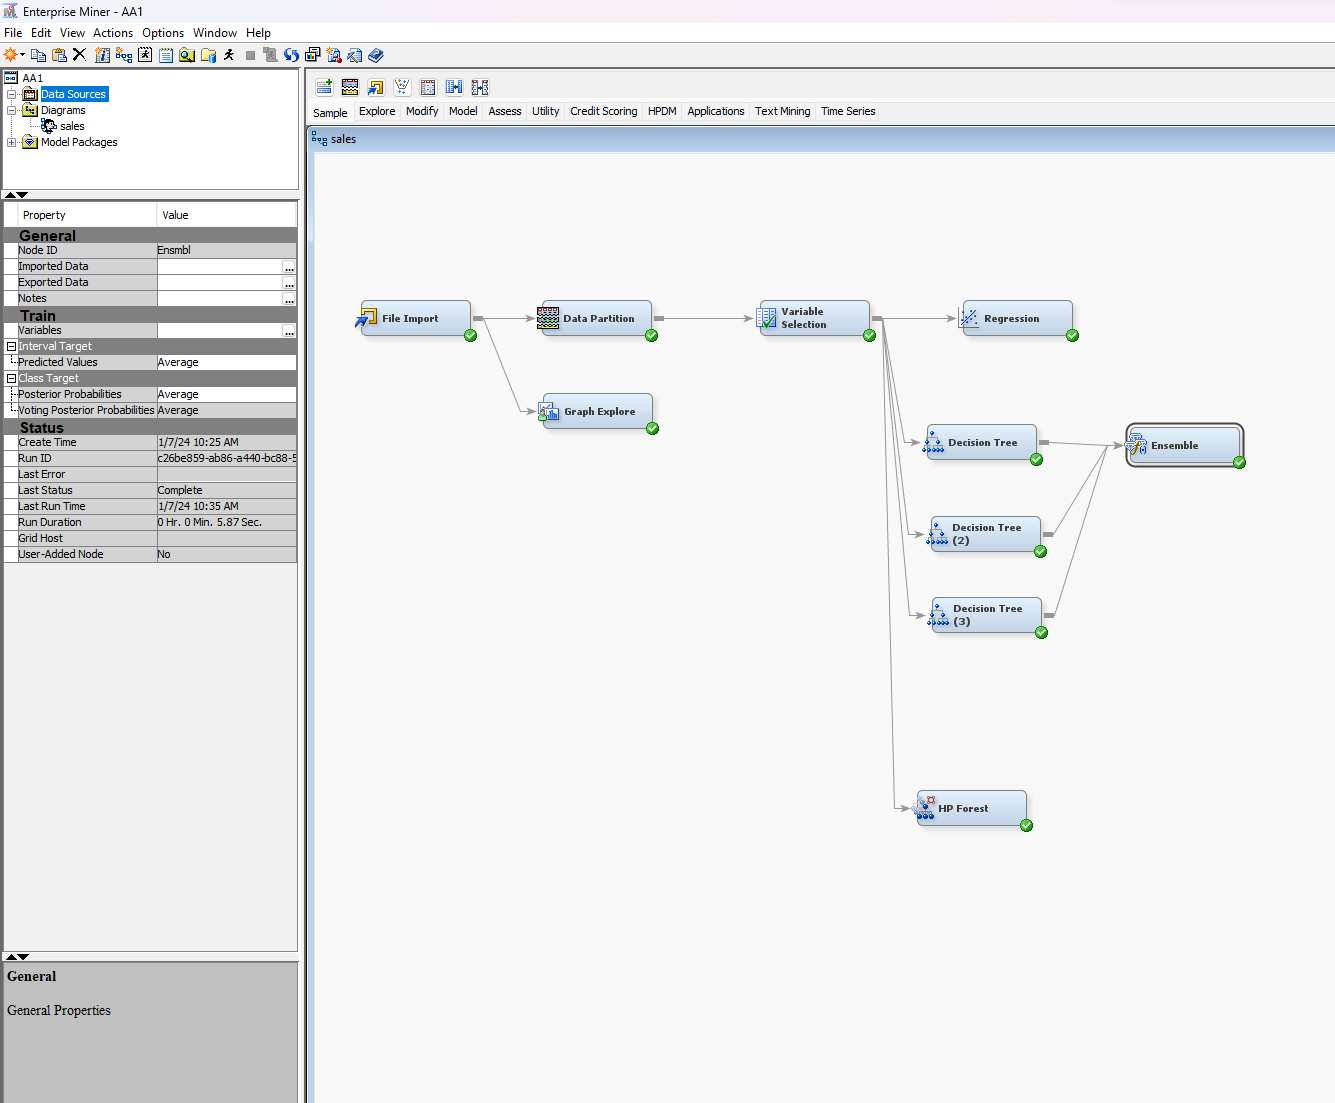 Enterprise Miner - AA1
File Edit View Actions Options Window Help
AA1
Data Sources
Diagrams
sales
Model Packages
Sample Explore Modify Model Assess Utility Credit Scoring HPDM Applications Text Mining Time Series
sales
Property Value
General
Node ID Ensmbl
Imported Data ...
Exported Data ...
Notes ...
Train
Variables ...
Interval Target
Predicted Values Average
Class Target
Posterior Probabilities Average
Voting Posterior Probabilities Average
Status
Create Time 1/7/24 10:25 AM
Run ID c26be859-ab86-a440-bc88-5
Last Error
Last Status Complete
Last Run Time 1/7/24 10:35 AM
Run Duration 0 Hr. 0 Min. 5.87 Sec.
Grid Host
User-Added Node No
General
General Properties
File Import
Data Partition
Variable
Selection
Regression
Graph Explore
Decision Tree
Ensemble
Decision Tree
(2)
Decision Tree
(3)
HP Forest